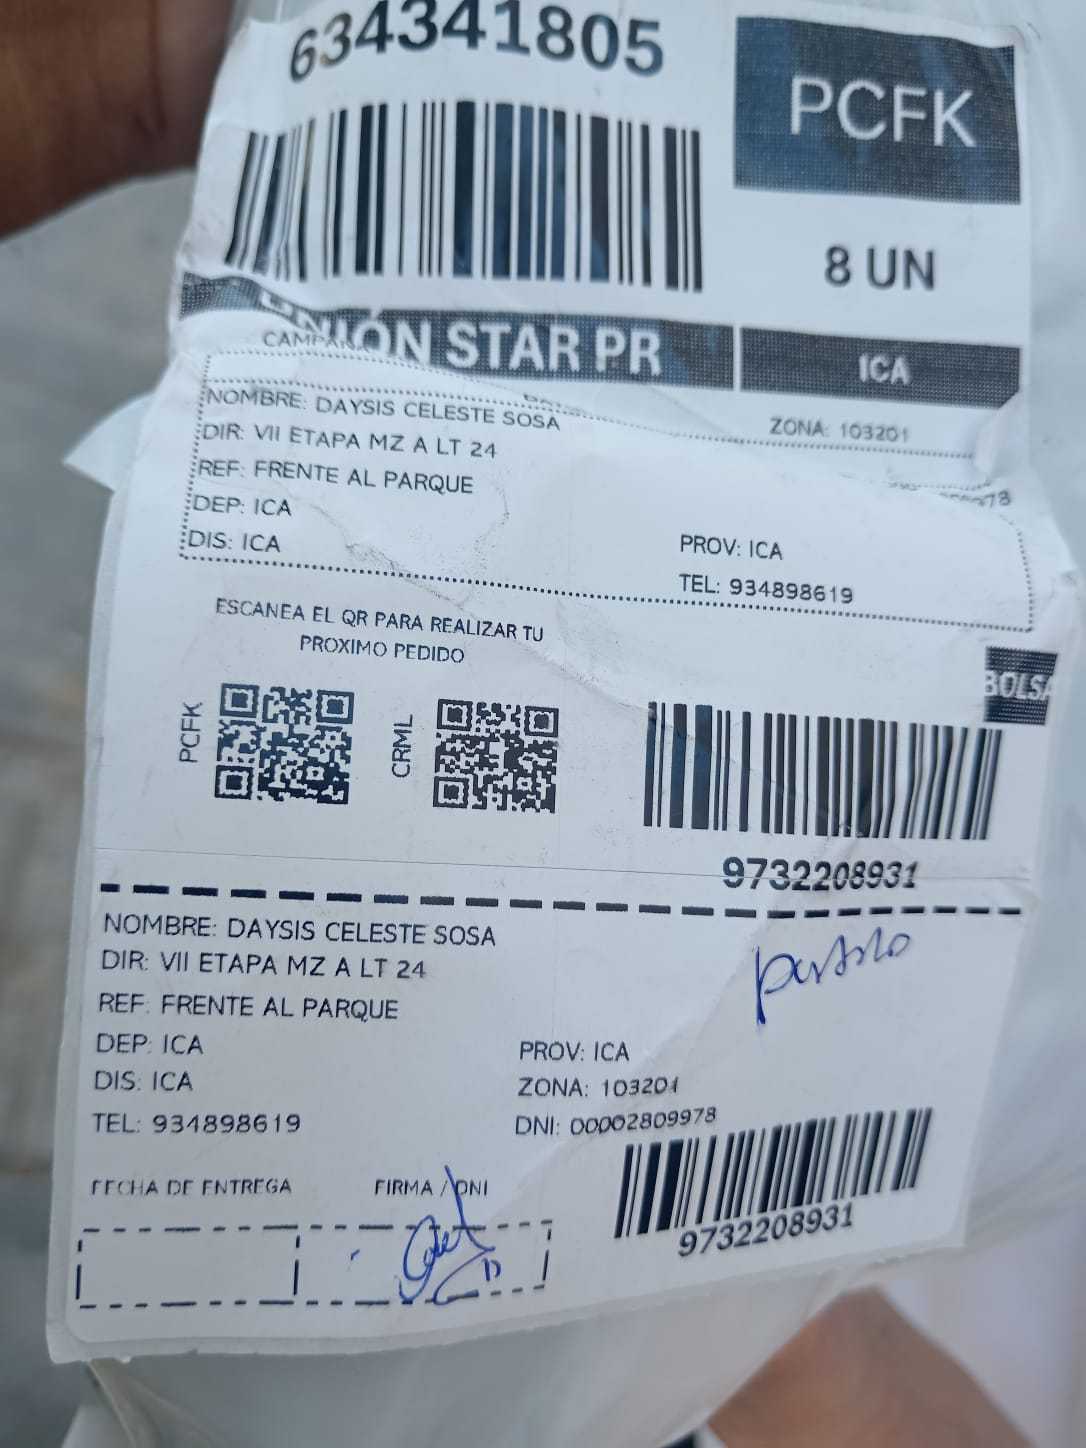 634341805
PCFK
8 UN
UNIÓN STAR PR
ICA
CAMPAÑA
NOMBRE: DAYSIS CELESTE SOSA
ZONA: 103201
DIR: VII ETAPA MZ A LT 24
REF: FRENTE AL PARQUE
DEP: ICA
DIS: ICA
PROV: ICA
TEL: 934898619
ESCANEA EL QR PARA REALIZAR TU
PROXIMO PEDIDO
PCFK
CRML
BOLSA
9732208931
NOMBRE: DAYSIS CELESTE SOSA
DIR: VII ETAPA MZ A LT 24
REF: FRENTE AL PARQUE
DEP: ICA
PROV: ICA
DIS: ICA
ZONA: 103201
TEL: 934898619
DNI: 00002809978
FECHA DE ENTREGA
FIRMA / DNI
9732208931